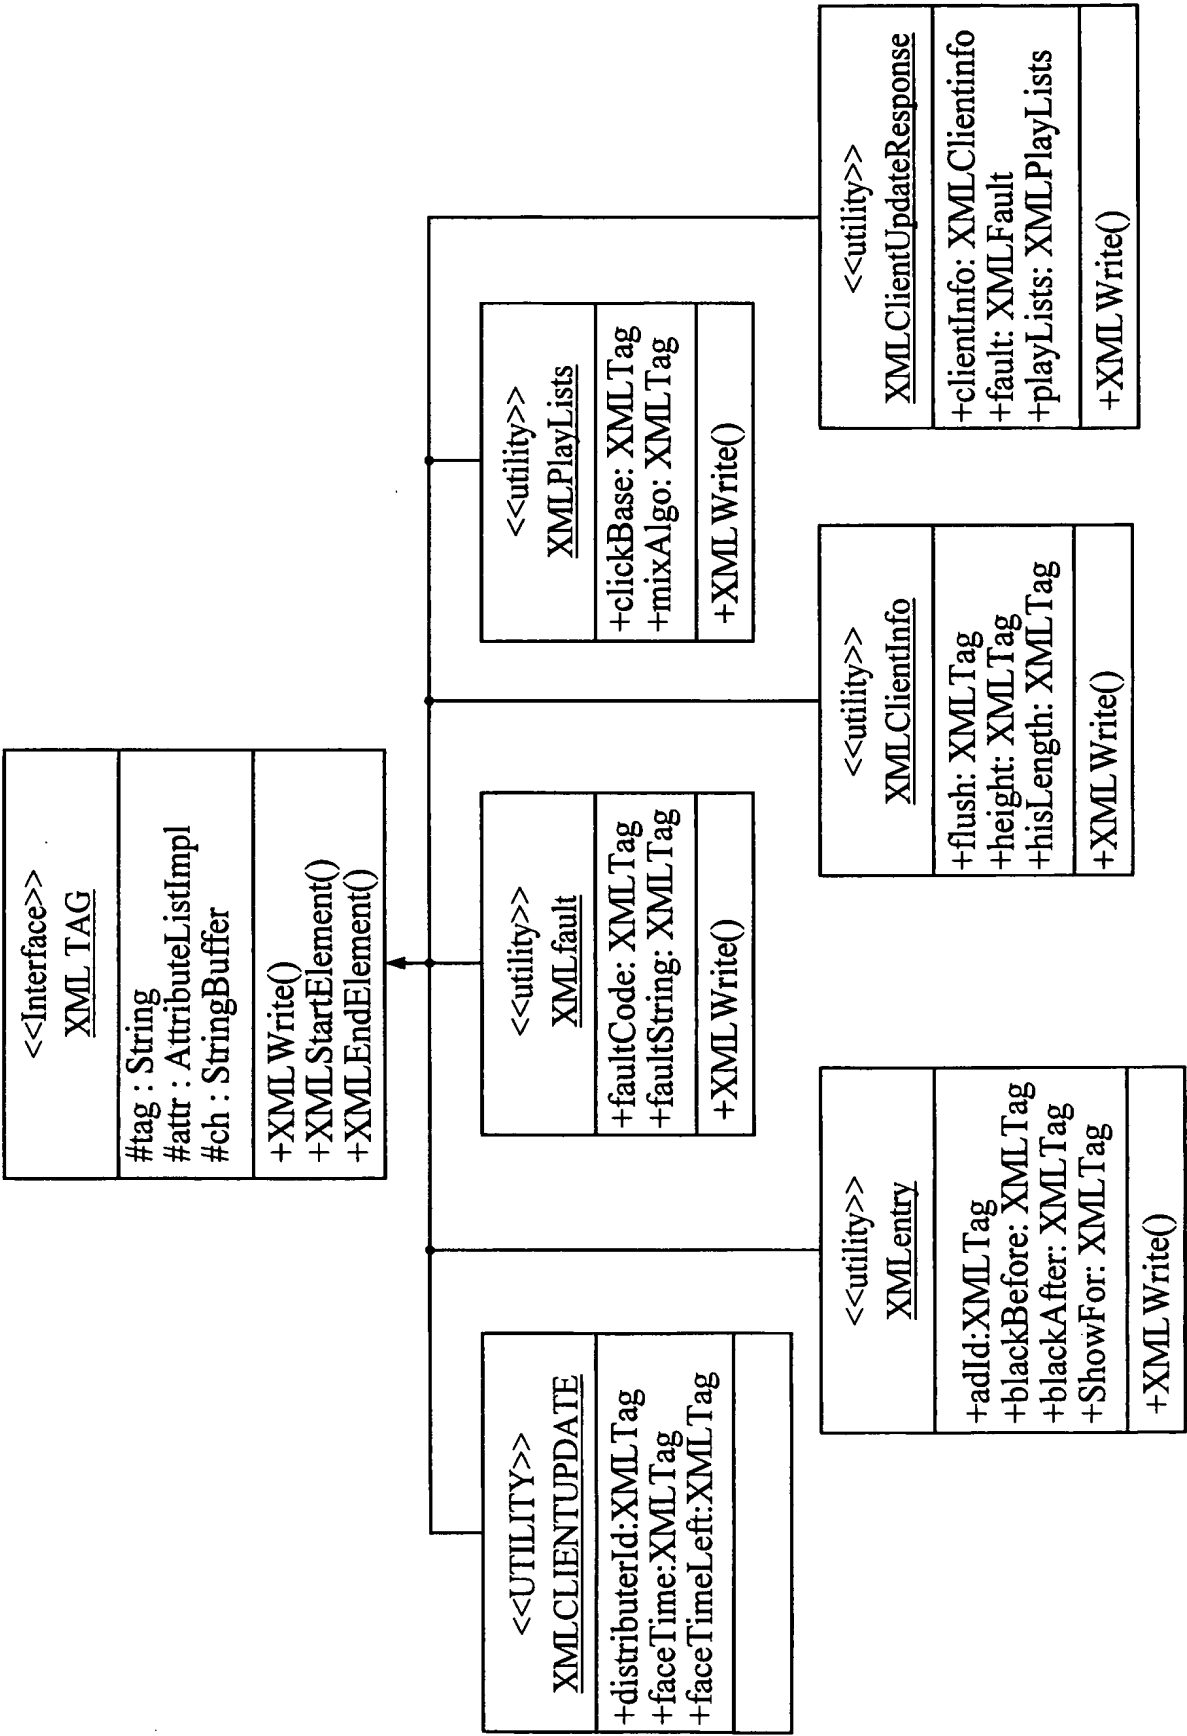 <<Interface>>
XML TAG
#tag : String
#attr : AttributeListImpl
#ch : StringBuffer
+XMLWrite()
+XMLStartElement()
+XMLEndElement()
<<UTILITY>>
XMLCLIENTUPDATE
+distributerId:XMLTag
+faceTime:XMLTag
+faceTimeLeft:XMLTag
<<utility>>
XMLfault
+faultCode: XMLTag
+faultString: XMLTag
+XMLWrite()
<<utility>>
XMLPlayLists
+clickBase: XMLTag
+mixAlgo: XMLTag
+XMLWrite()
<<utility>>
XMLentry
+adId:XMLTag
+blackBefore: XMLTag
+blackAfter: XMLTag
+ShowFor: XMLTag
+XMLWrite()
<<utility>>
XMLClientInfo
+flush: XMLTag
+height: XMLTag
+hisLength: XMLTag
+XMLWrite()
<<utility>>
XMLClientUpdateResponse
+clientInfo: XMLClientinfo
+fault: XMLFault
+playLists: XMLPlayLists
+XMLWrite()